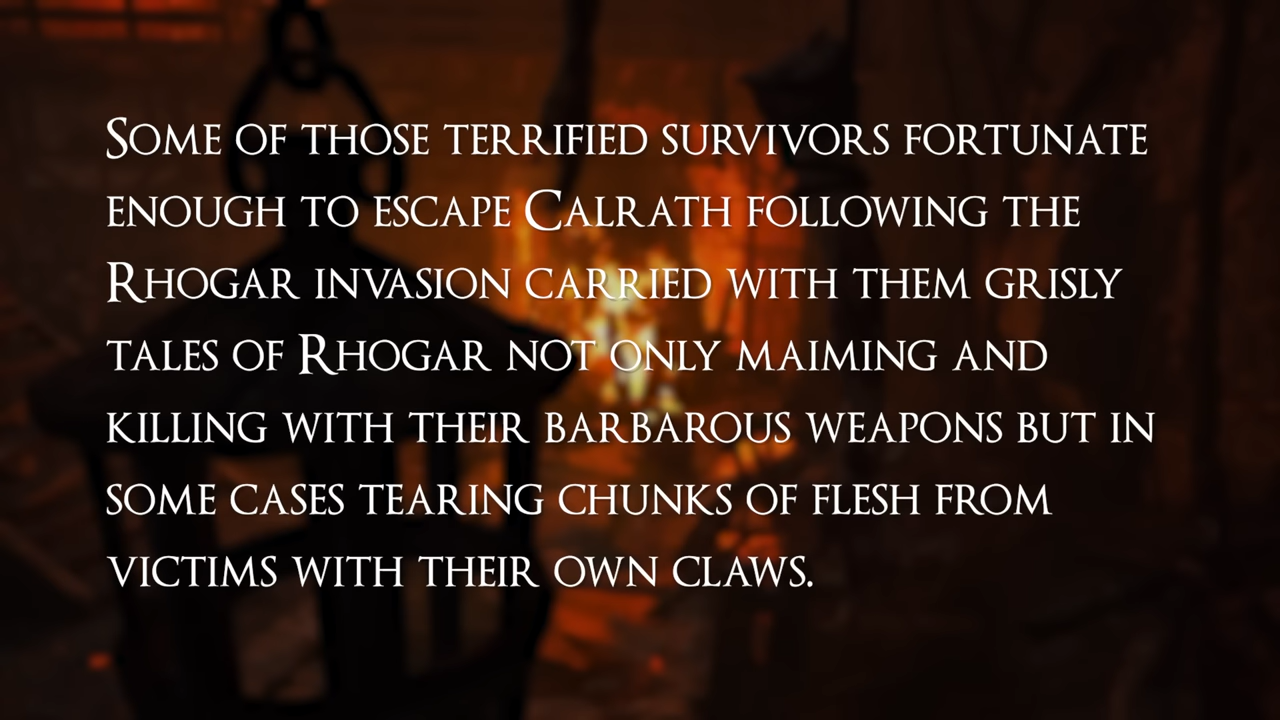 Some of those terrified survivors fortunate
enough to escape Calrath following the
Rhogar invasion carried with them grisly
tales of Rhogar not only maiming and
killing with their barbarous weapons but in
some cases tearing chunks of flesh from
victims with their own claws.